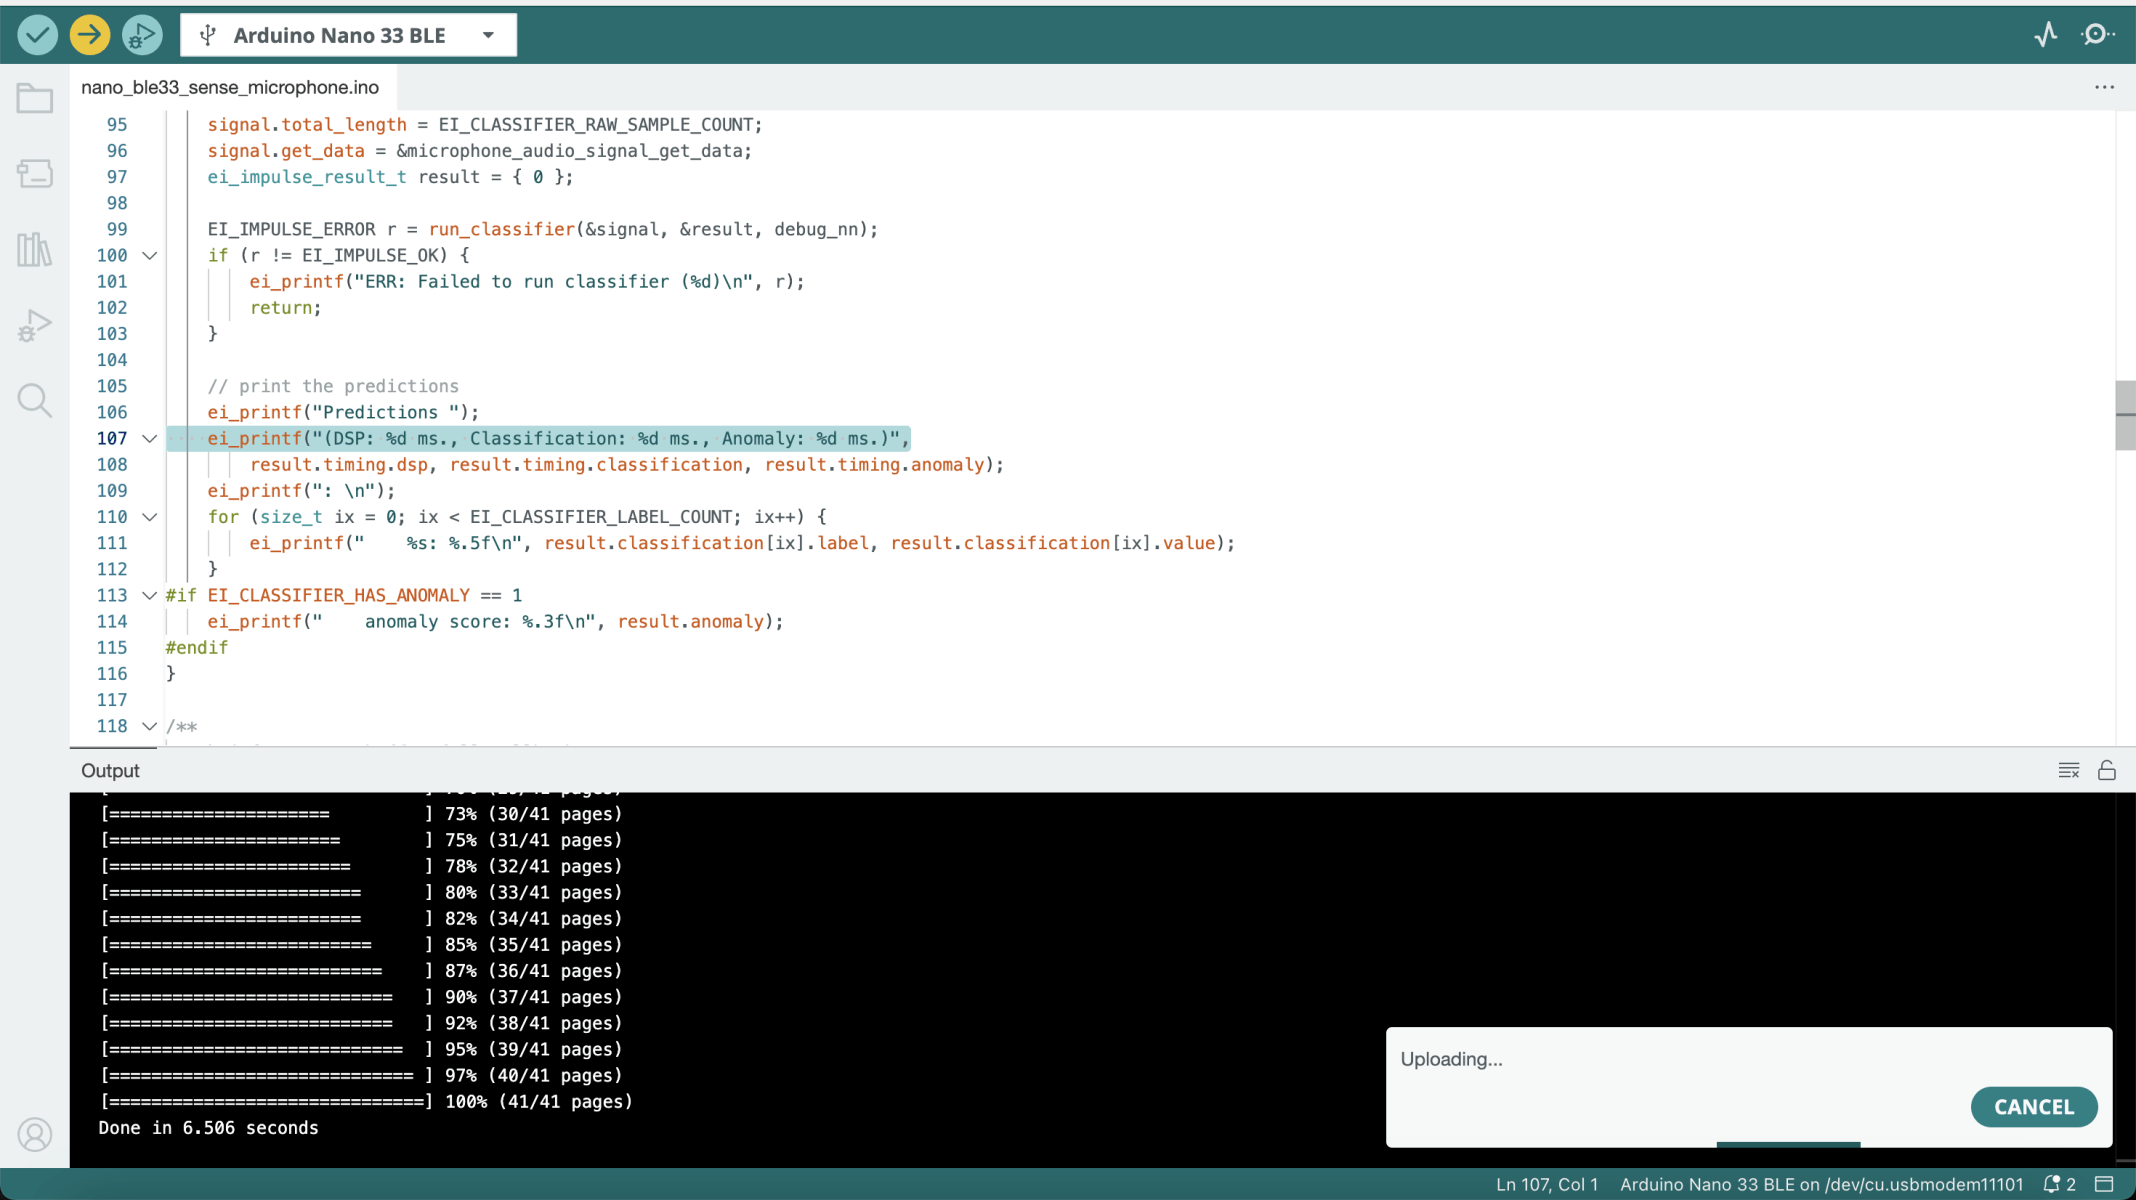 Arduino Nano 33 BLE
nano_ble33_sense_microphone.ino
95 signal.total_length = EI_CLASSIFIER_RAW_SAMPLE_COUNT;
96 signal.get_data = &microphone_audio_signal_get_data;
97 ei_impulse_result_t result = { 0 };
98
99 EI_IMPULSE_ERROR r = run_classifier(&signal, &result, debug_nn);
100 if (r != EI_IMPULSE_OK) {
101 ei_printf("ERR: Failed to run classifier (%d)\n", r);
102 return;
103 }
104
105 // print the predictions
106 ei_printf("Predictions ");
107 ei_printf("(DSP: %d ms., Classification: %d ms., Anomaly: %d ms.)",
108 result.timing.dsp, result.timing.classification, result.timing.anomaly);
109 ei_printf(": \n");
110 for (size_t ix = 0; ix < EI_CLASSIFIER_LABEL_COUNT; ix++) {
111 ei_printf("    %s: %.5f\n", result.classification[ix].label, result.classification[ix].value);
112 }
113 #if EI_CLASSIFIER_HAS_ANOMALY == 1
114 ei_printf("    anomaly score: %.3f\n", result.anomaly);
115 #endif
116 }
117
118 /**
Output
[=====================         ] 73% (30/41 pages)
[======================        ] 75% (31/41 pages)
[=======================       ] 78% (32/41 pages)
[========================      ] 80% (33/41 pages)
[========================      ] 82% (34/41 pages)
[=========================     ] 85% (35/41 pages)
[==========================    ] 87% (36/41 pages)
[===========================   ] 90% (37/41 pages)
[===========================   ] 92% (38/41 pages)
[============================  ] 95% (39/41 pages)
[============================= ] 97% (40/41 pages)
[==============================] 100% (41/41 pages)
Done in 6.506 seconds
Uploading...
CANCEL
Ln 107, Col 1 Arduino Nano 33 BLE on /dev/cu.usbmodem11101 2